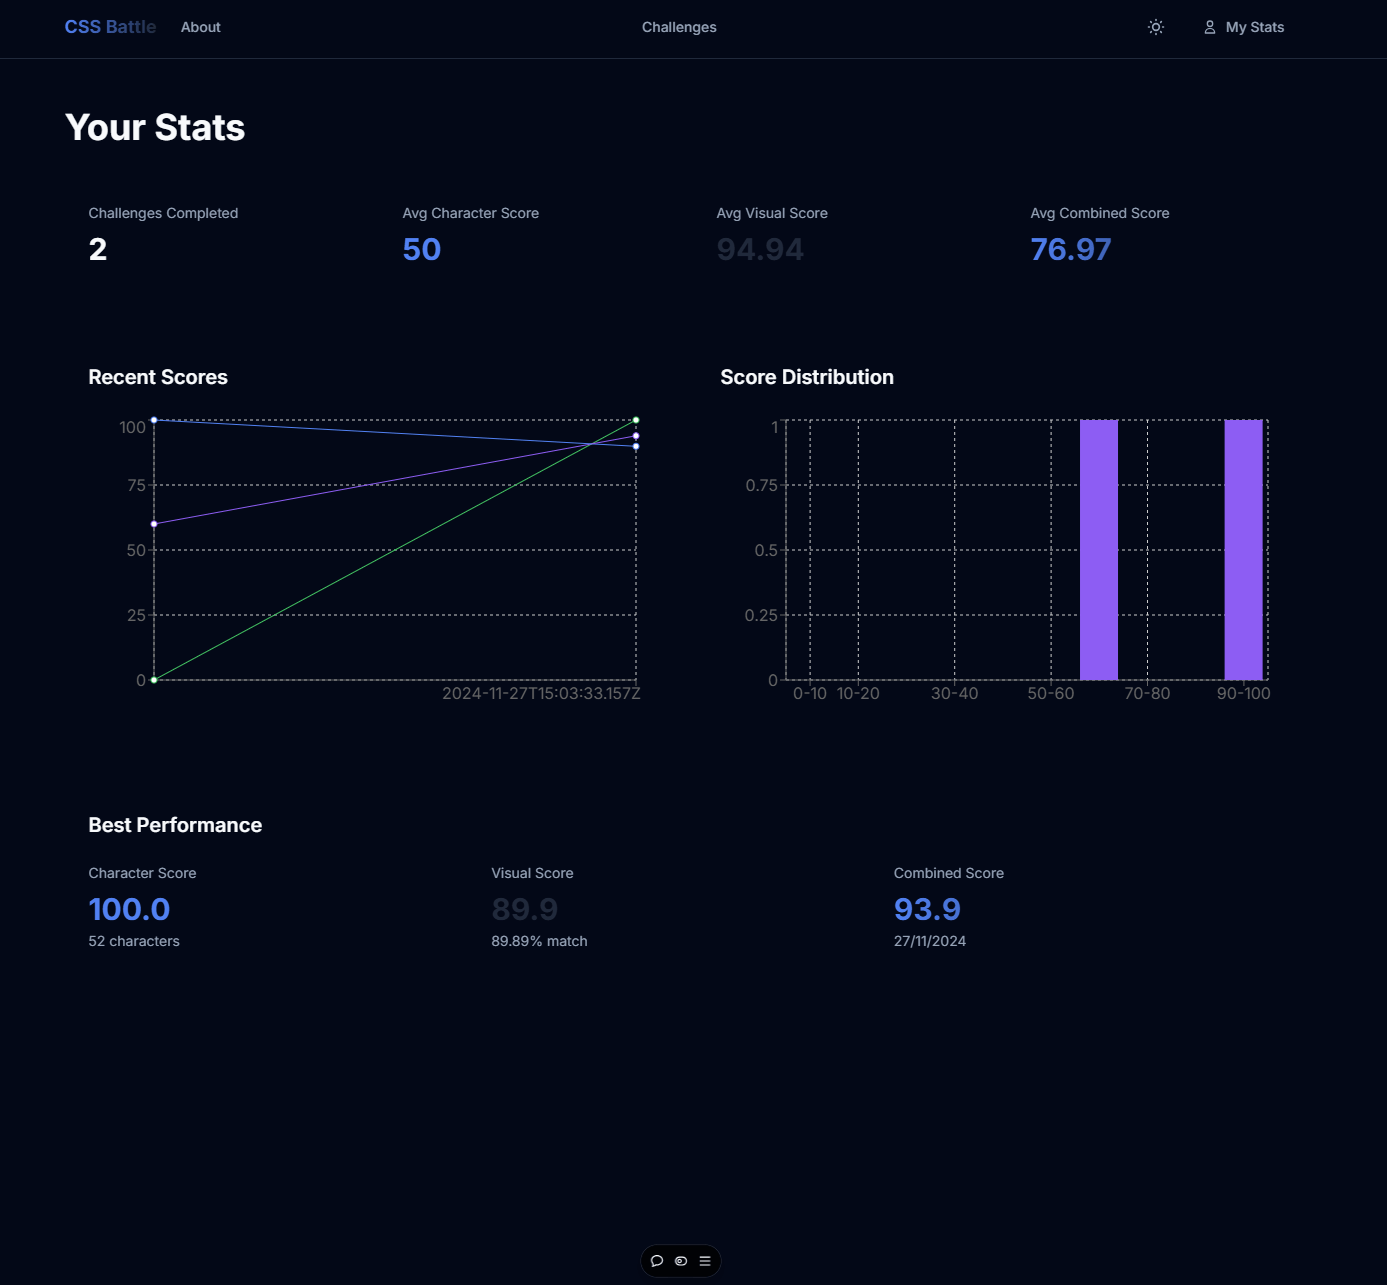 CSS Battle About Challenges My Stats
Your Stats
Challenges Completed Avg Character Score Avg Visual Score Avg Combined Score
2 50 94.94 76.97
Recent Scores
100
75
50
25
0
2024-11-27T15:03:33.157Z
Score Distribution
1
0.75
0.5
0.25
0
0-10 10-20 30-40 50-60 70-80 90-100
Best Performance
Character Score Visual Score Combined Score
100.0 89.9 93.9
52 characters 89.89% match 27/11/2024